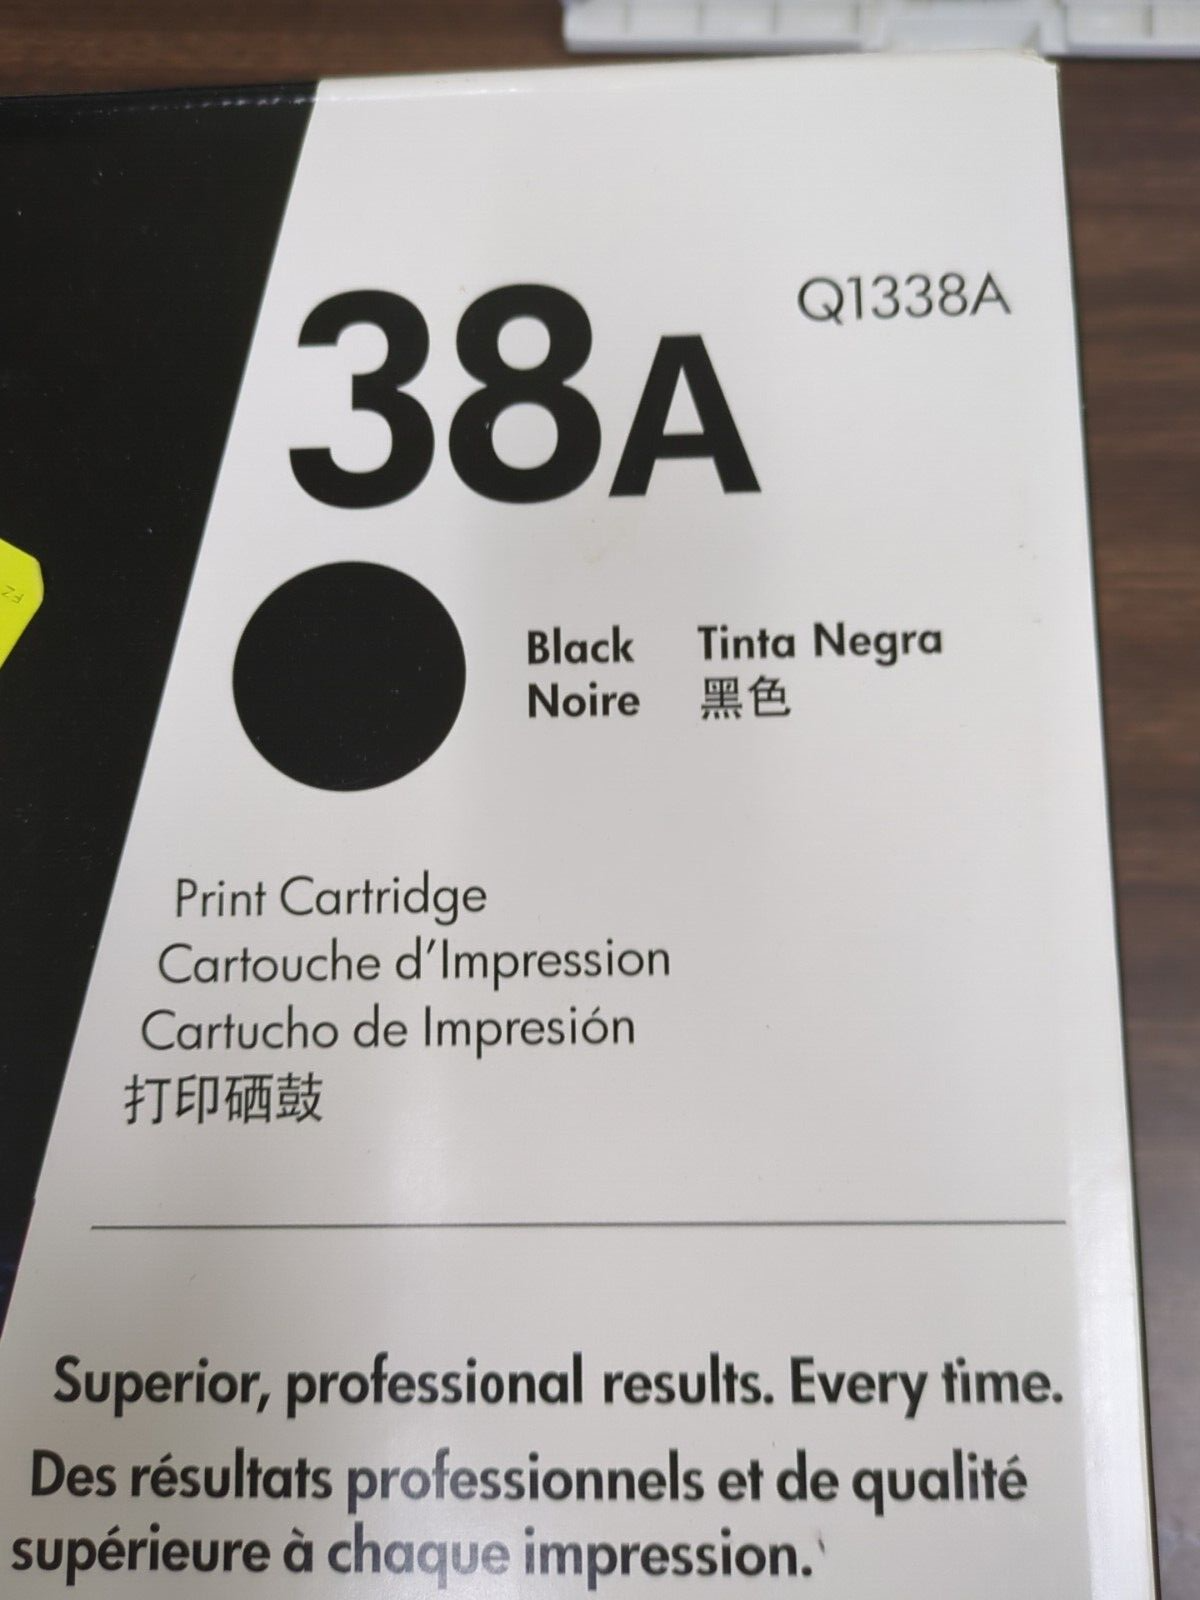 Q1338A
38A
Black Tinta Negra
Noire 黑色
Print Cartridge
Cartouche d'Impression
Cartucho de Impresión
打印硒鼓
Superior, professional results. Every time.
Des résultats professionnels et de qualité
supérieure à chaque impression.
FZ